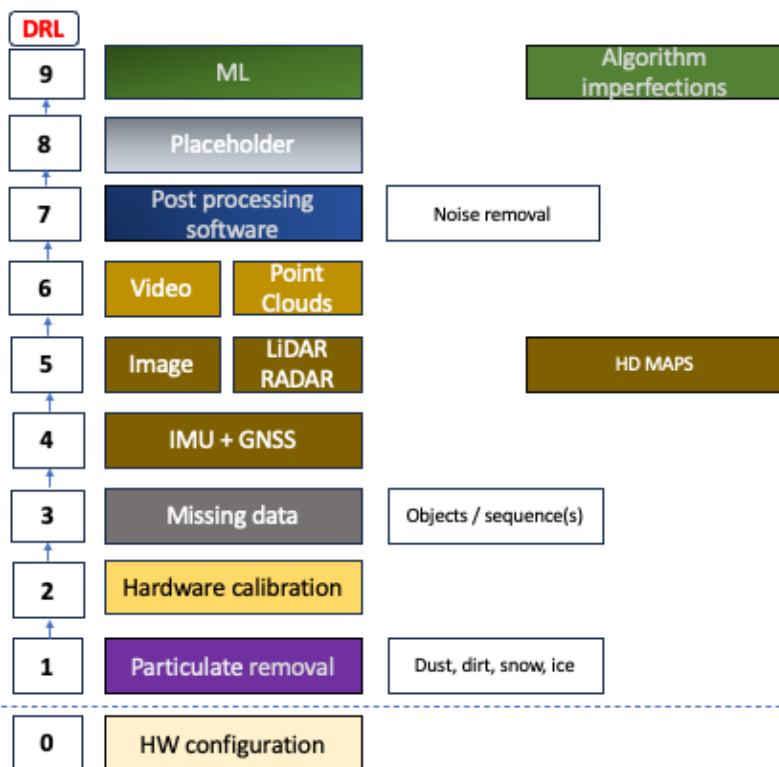 DRL
9
ML
Algorithm
imperfections
8
Placeholder
7
Post processing
software
Noise removal
6
Video
Point
Clouds
5
Image
LiDAR
RADAR
HD MAPS
4
IMU + GNSS
3
Missing data
Objects / sequence(s)
2
Hardware calibration
1
Particulate removal
Dust, dirt, snow, ice
0
HW configuration